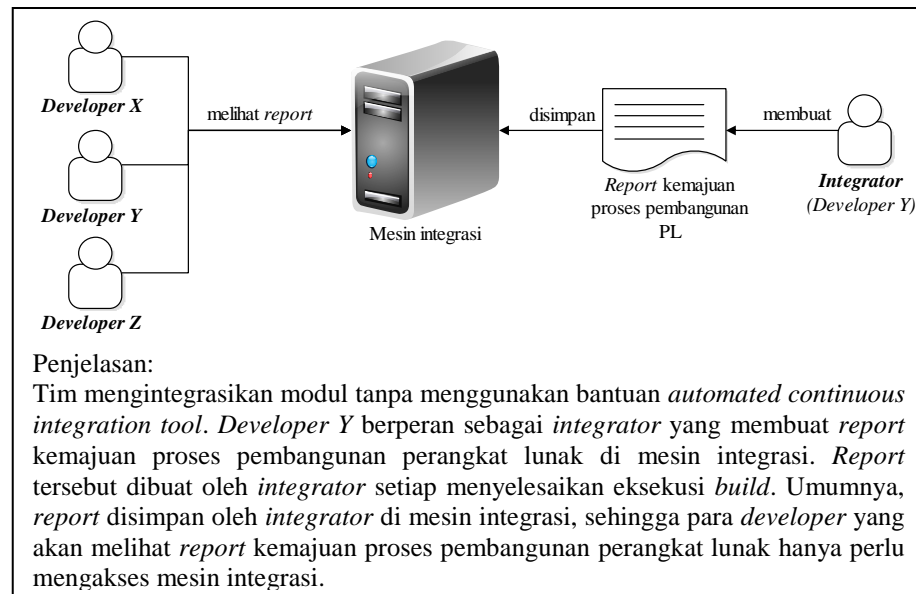 Developer X
melihat report
disimpan
membuat
Developer Y
Report kemajuan
proses pembangunan
PL
Integrator
(Developer Y)
Mesin integrasi
Developer Z
Penjelasan:
Tim mengintegrasikan modul tanpa menggunakan bantuan automated continuous
integration tool. Developer Y berperan sebagai integrator yang membuat report
kemajuan proses pembangunan perangkat lunak di mesin integrasi. Report
tersebut dibuat oleh integrator setiap menyelesaikan eksekusi build. Umumnya,
report disimpan oleh integrator di mesin integrasi, sehingga para developer yang
akan melihat report kemajuan proses pembangunan perangkat lunak hanya perlu
mengakses mesin integrasi.